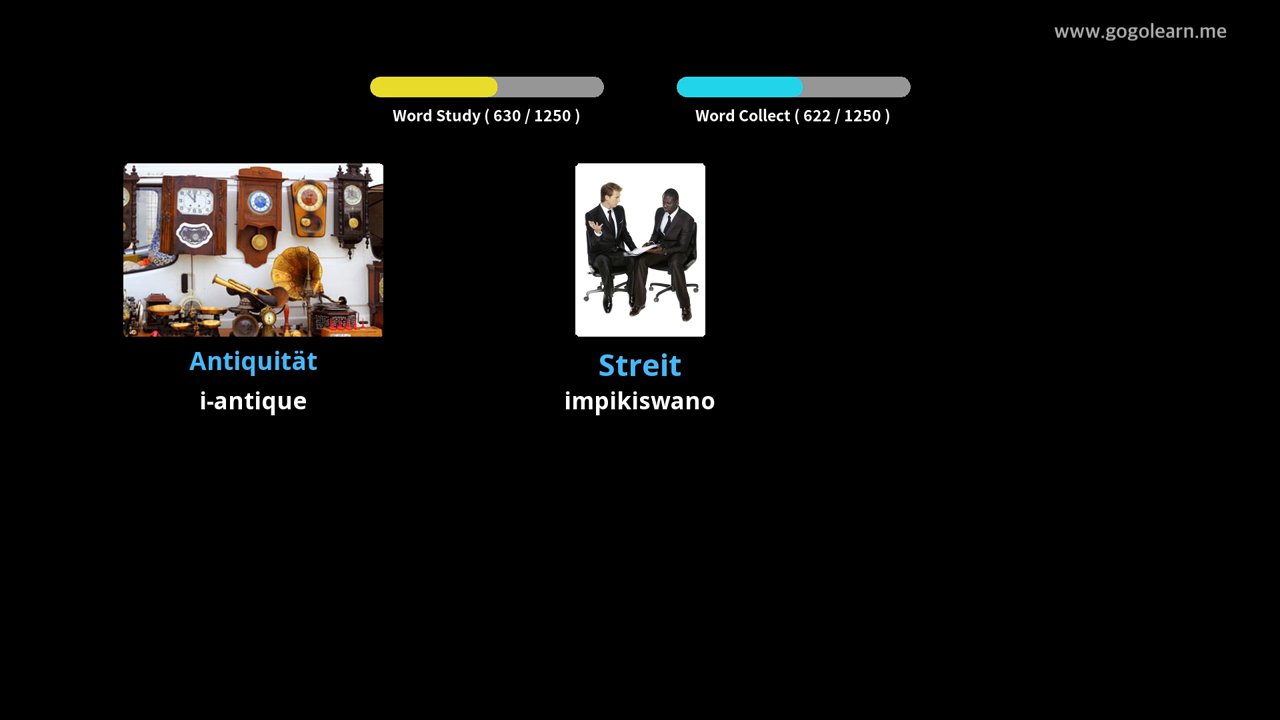 www.gogolearn.me
Word Study ( 630 / 1250 )
Word Collect ( 622 / 1250 )
Antiquität
i-antique
Streit
impikiswano